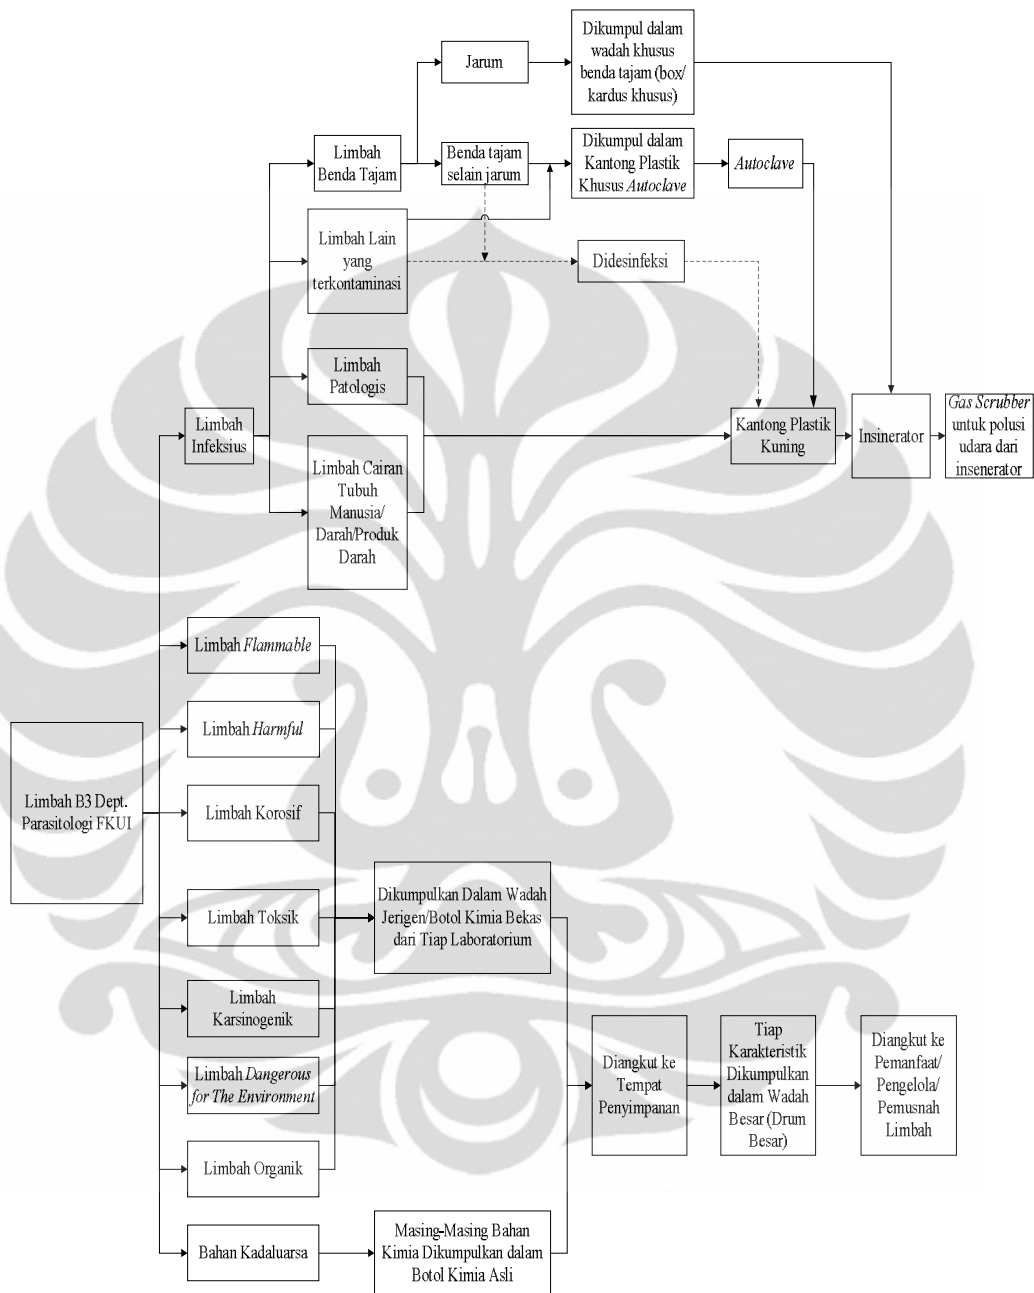 Jarum
Dikumpul dalam
wadah khusus
benda tajam (box/
kardus khusus)
Limbah
Benda Tajam
Benda tajam
selain jarum
Dikumpul dalam
Kantong Plastik
Khusus Autoclave
Autoclave
Limbah Lain
yang
terkontaminasi
Didesinfeksi
Limbah
Patologis
Limbah
Infeksius
Limbah Cairan
Tubuh
Manusia/
Darah/Produk
Darah
Kantong Plastik
Kuning
Insinerator
Gas Scrubber
untuk polusi
udara dari
insenerator
Limbah Flammable
Limbah Harmful
Limbah B3 Dept.
Parasitologi FKUI
Limbah Korosif
Limbah Toksik
Dikumpulkan Dalam Wadah
Jerigen/Botol Kimia Bekas
dari Tiap Laboratorium
Limbah
Karsinogenik
Limbah Dangerous
for The Environment
Limbah Organik
Diangkut ke
Tempat
Penyimpanan
Tiap
Karakteristik
Dikumpulkan
dalam Wadah
Besar (Drum
Besar)
Diangkut ke
Pemanfaat/
Pengelola/
Pemusnah
Limbah
Bahan Kadaluarsa
Masing-Masing Bahan
Kimia Dikumpulkan dalam
Botol Kimia Asli